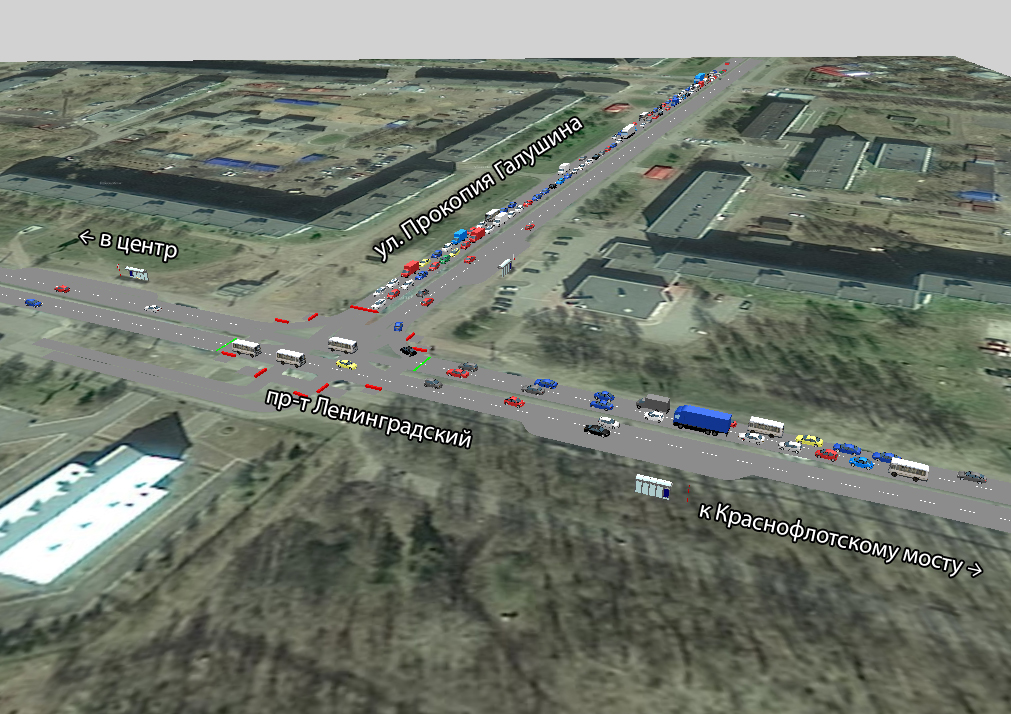 ул. Прокопия Галушина
← в центр
пр-т Ленинградский
к Краснофлотскому мосту →